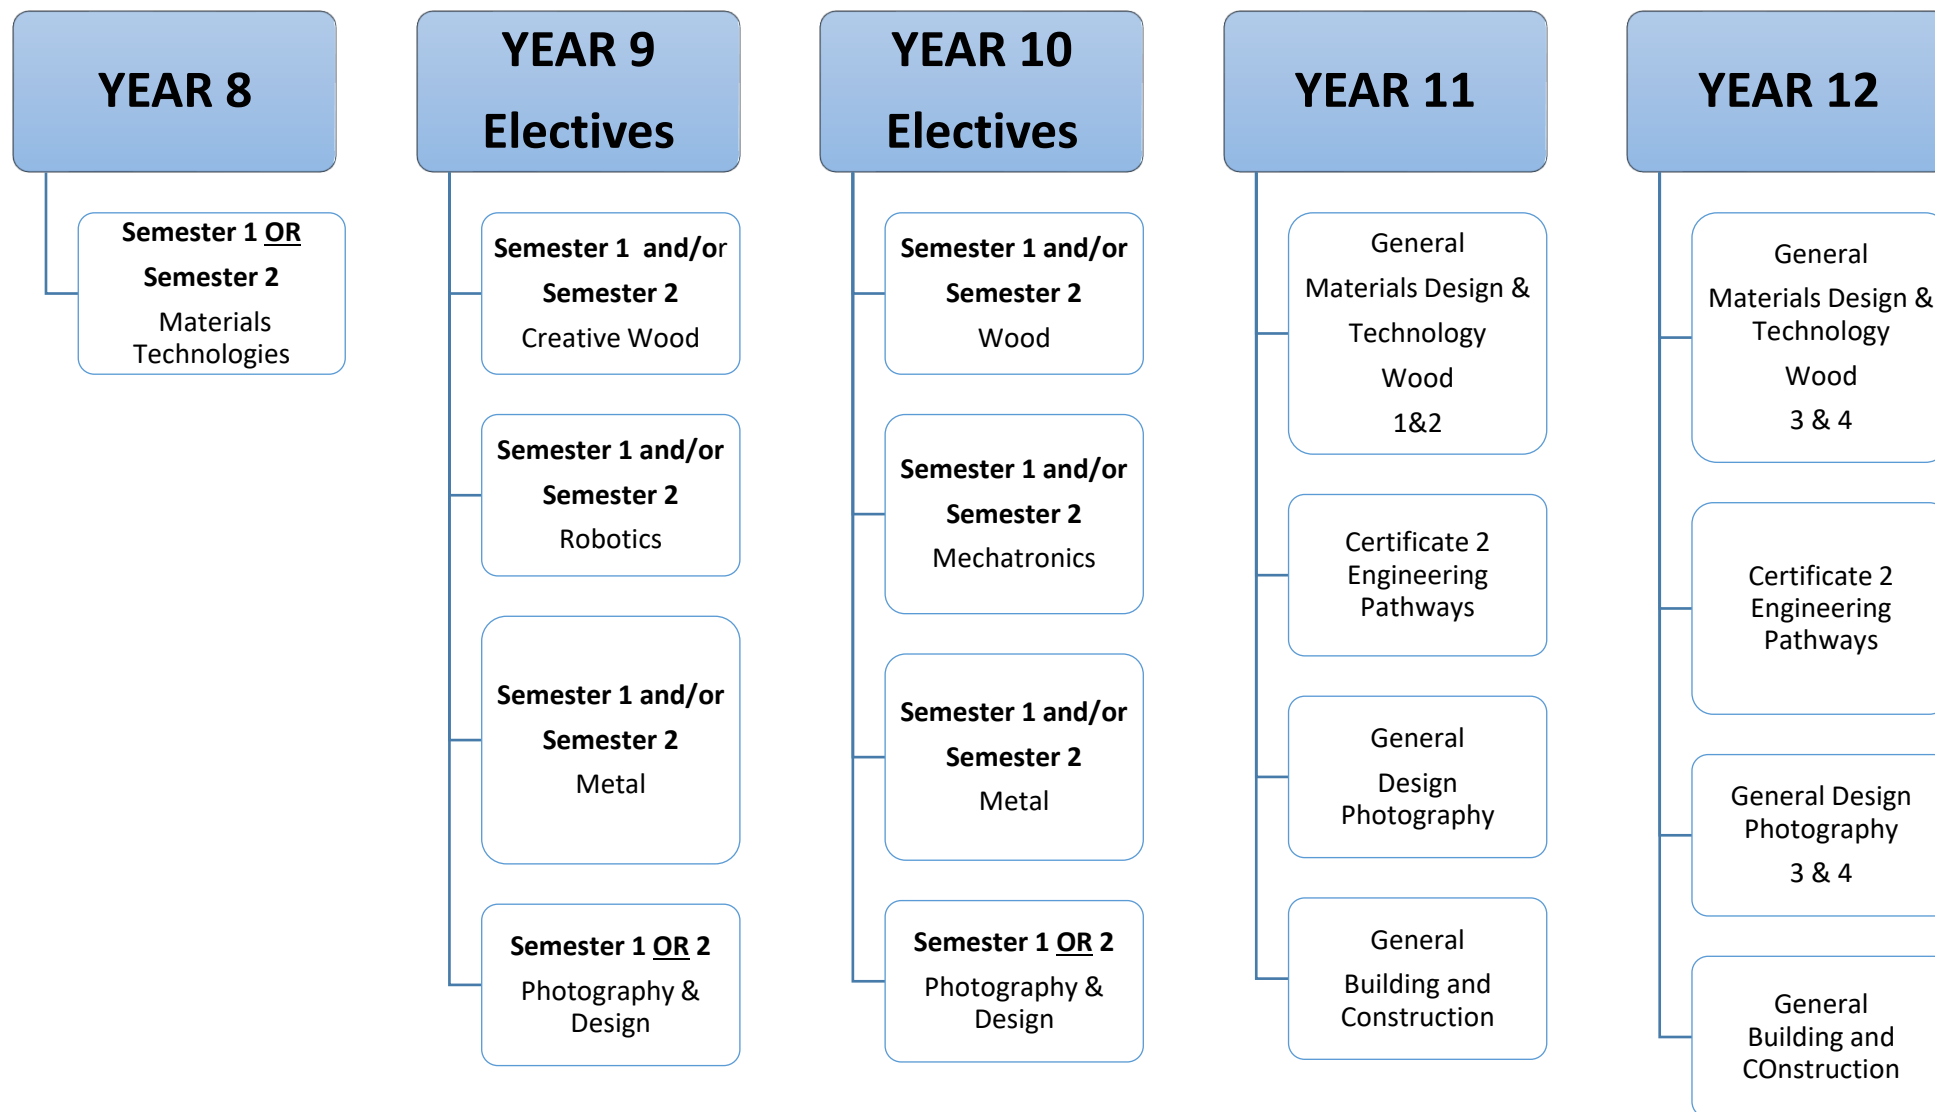 YEAR 8
Semester 1 OR
Semester 2
Materials
Technologies
YEAR 9
Electives
Semester 1  and/or
Semester 2
Creative Wood
Semester 1 and/or
Semester 2
Robotics
Semester 1 and/or
Semester 2
Metal
Semester 1 OR 2
Photography &
Design
YEAR 10
Electives
Semester 1 and/or
Semester 2
Wood
Semester 1 and/or
Semester 2
Mechatronics
Semester 1 and/or
Semester 2
Metal
Semester 1 OR 2
Photography &
Design
YEAR 11
General
Materials Design &
Technology
Wood
1&2
Certificate 2
Engineering
Pathways
General
Design
Photography
General
Building and
Construction
YEAR 12
General
Materials Design &
Technology
Wood
3 & 4
Certificate 2
Engineering
Pathways
General Design
Photography
3 & 4
General
Building and
COnstruction